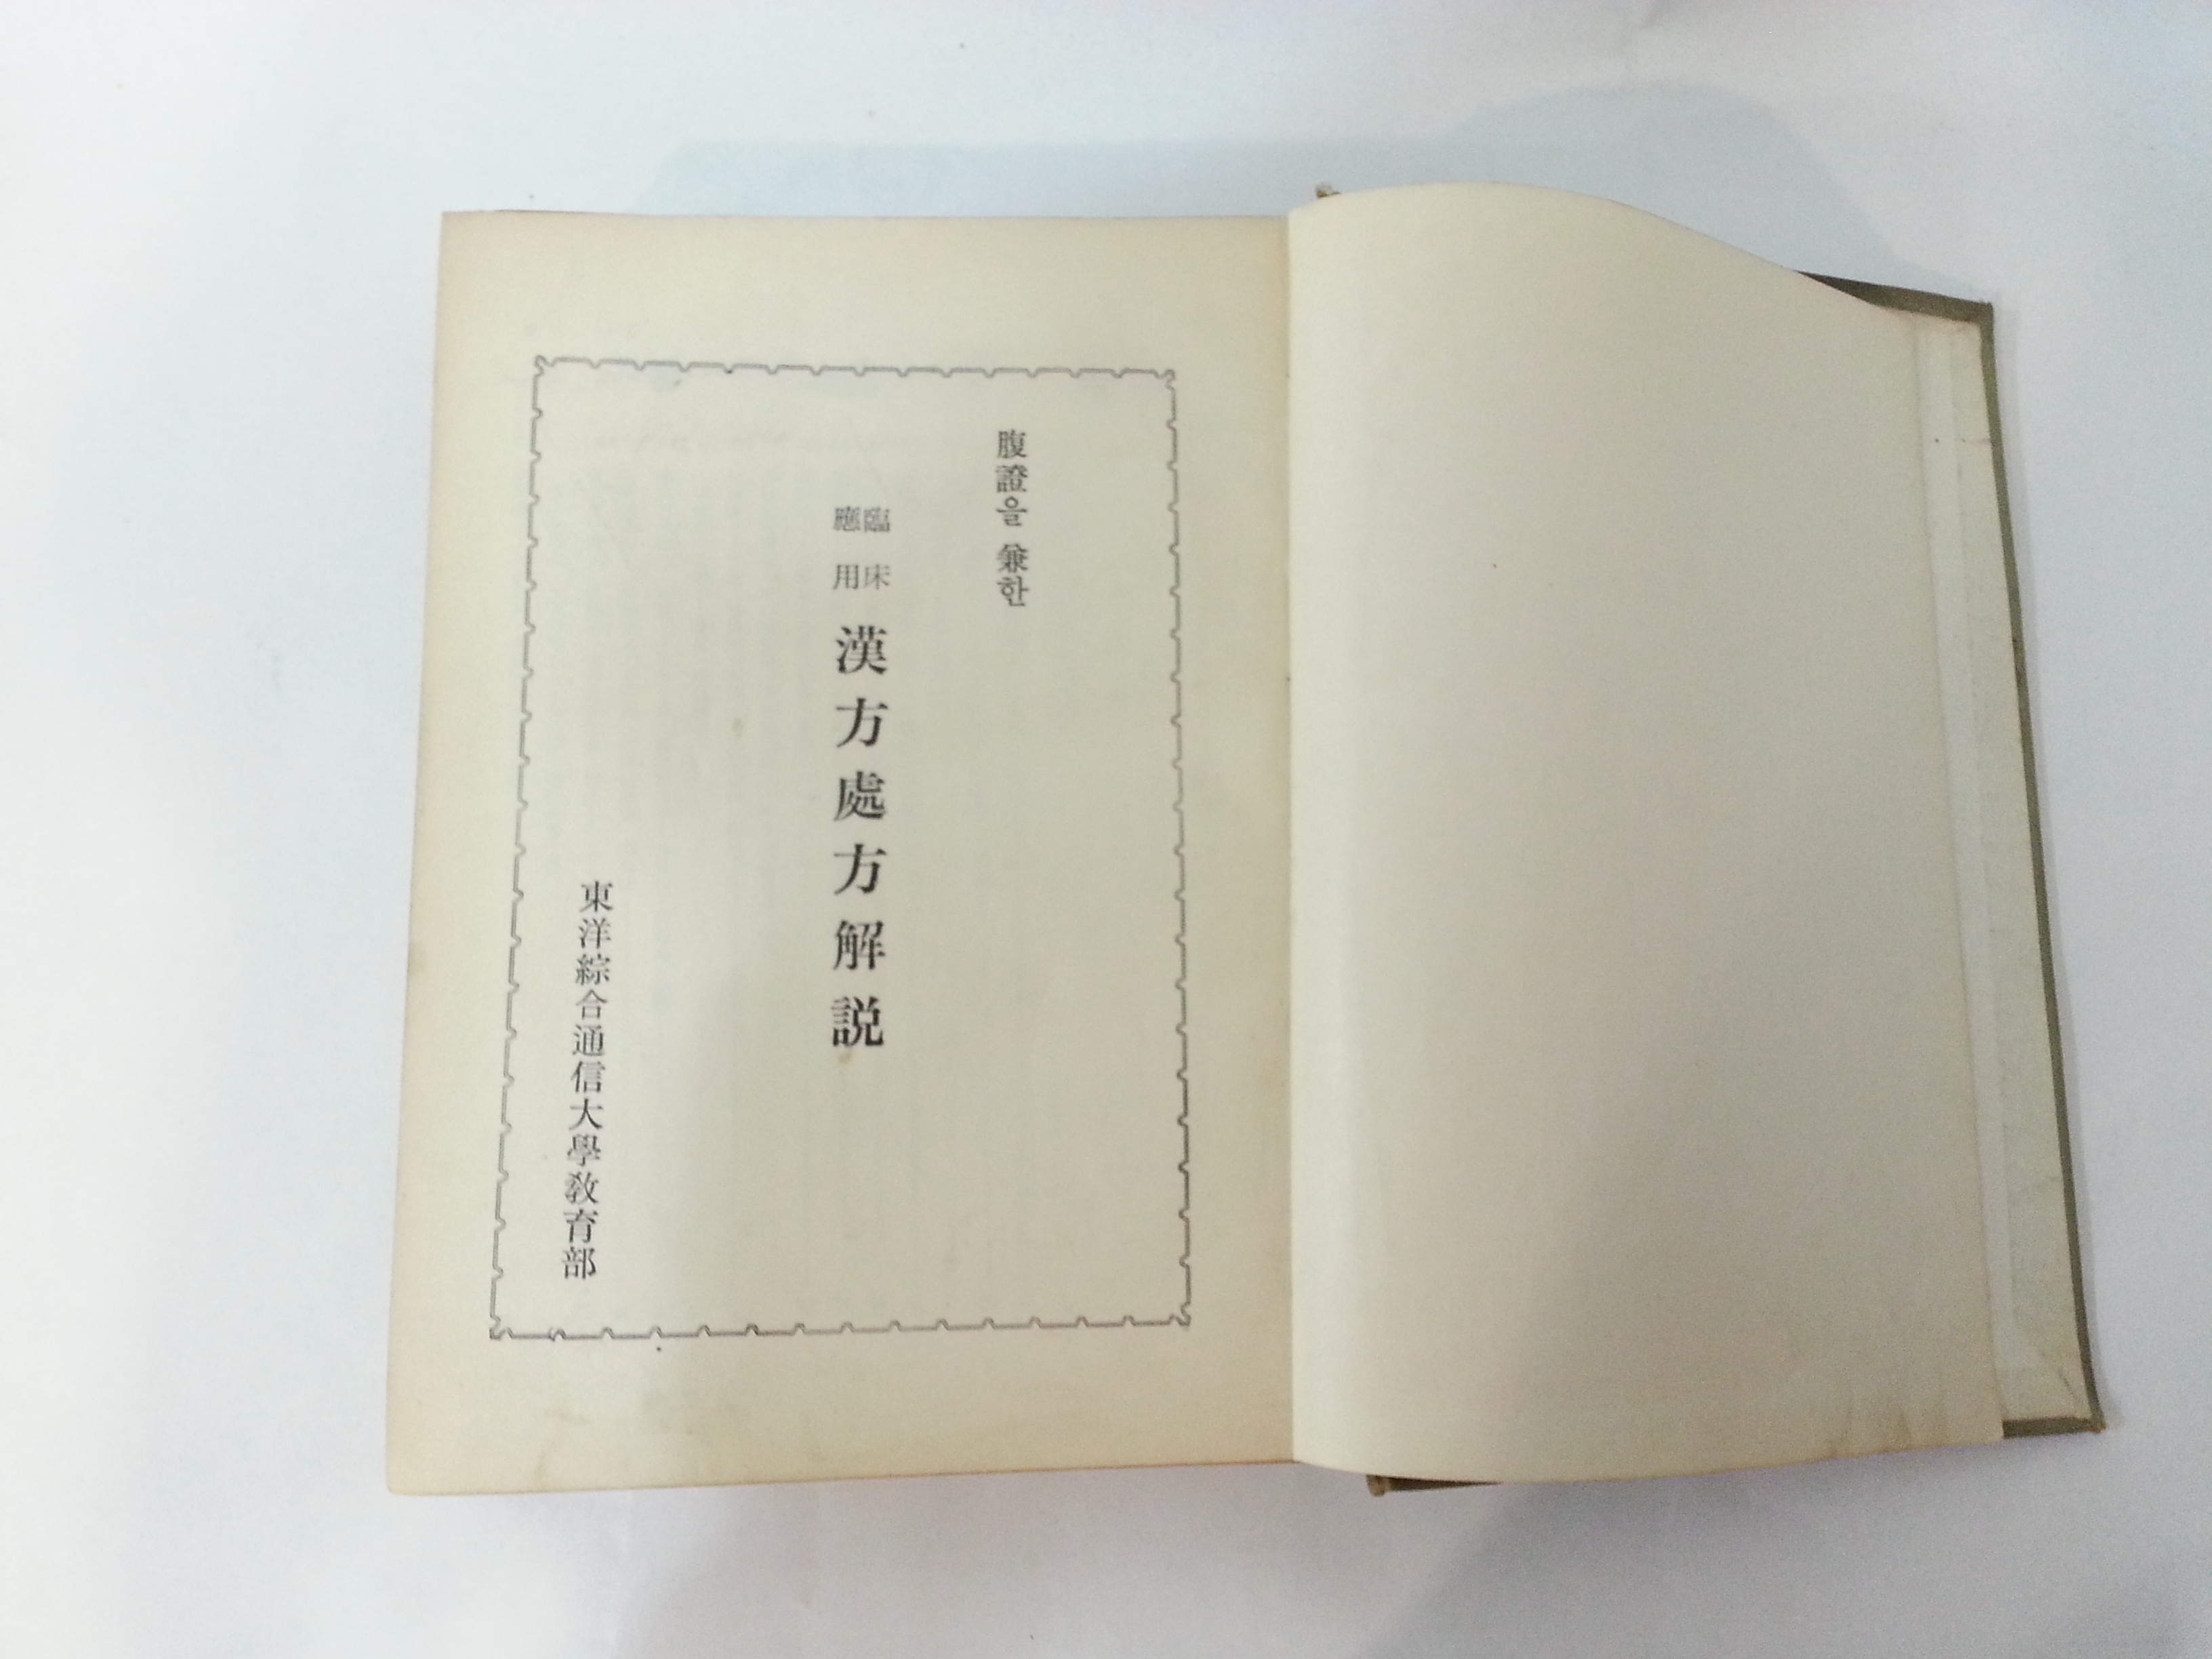 腹證을 兼한
臨床
應用
漢方處方解説
東洋綜合通信大學敎育部